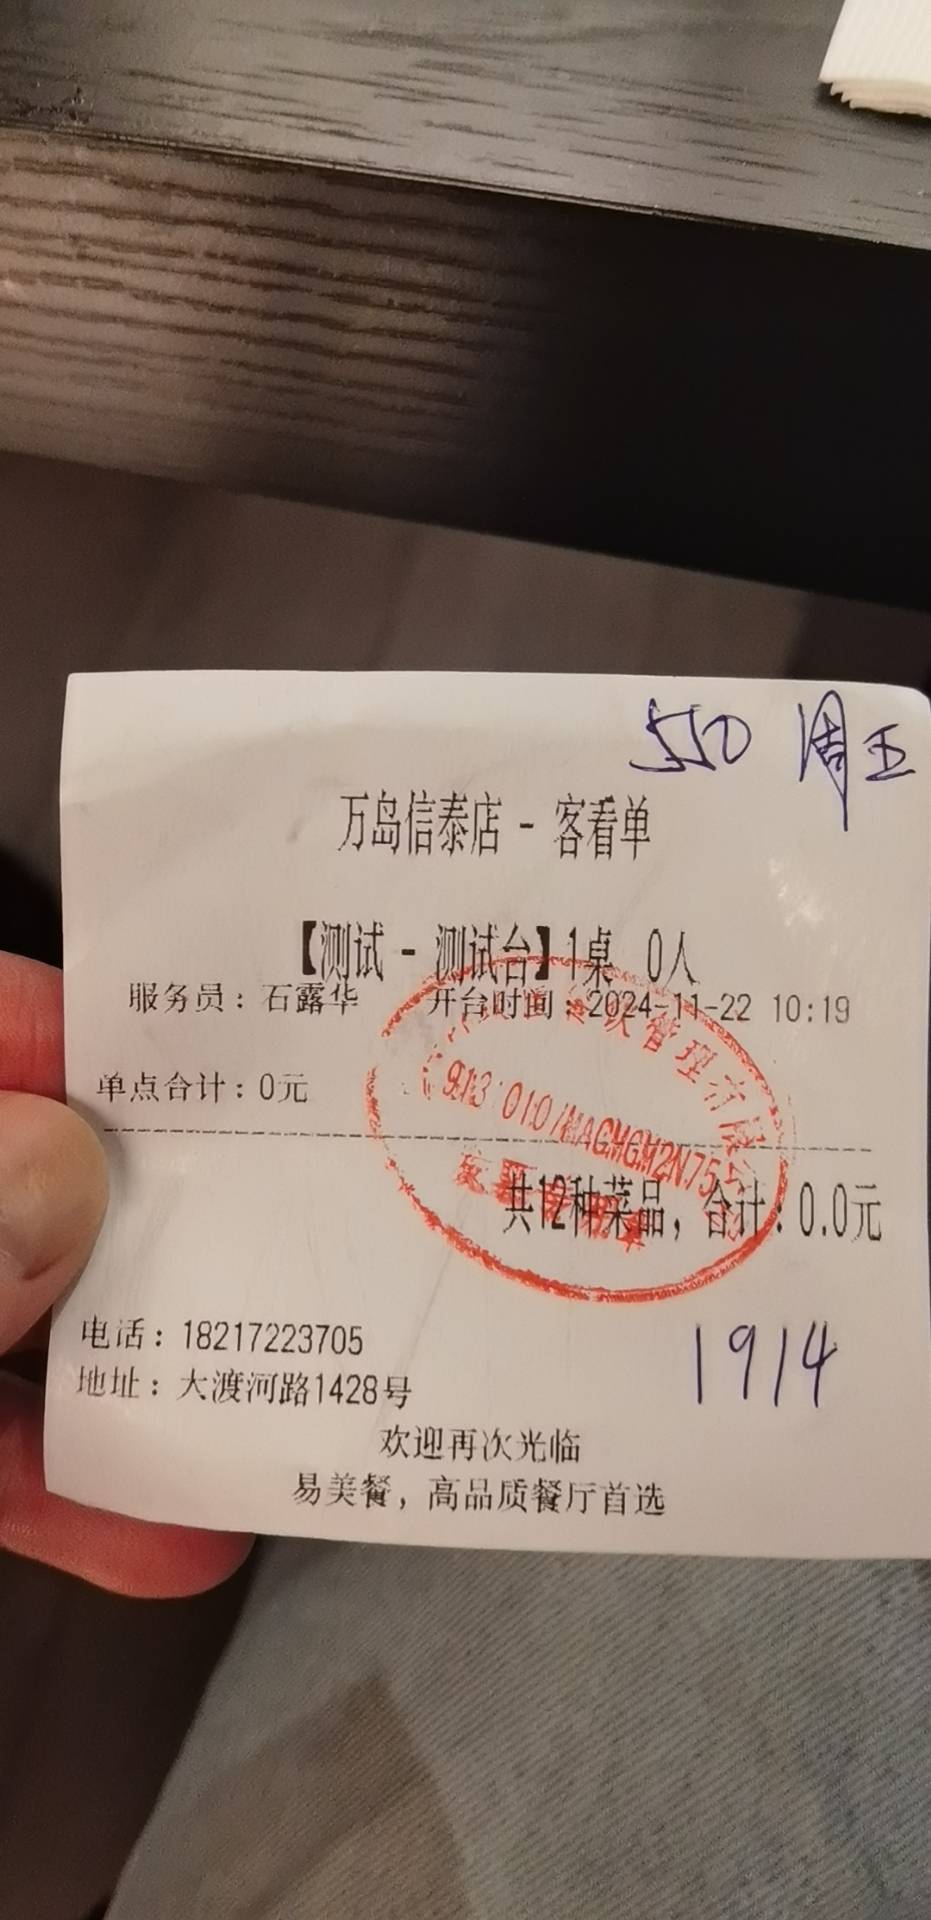 550 周五
万岛信泰店 - 客看单
【测试 - 测试台】1桌 0人
服务员：石露华 开台时间：2024-11-22 10:19
单点合计：0元
管理有限
共12种菜品，合计：0.0元
电话：18217223705
1914
地址：大渡河路1428号
欢迎再次光临
易美餐，高品质餐厅首选